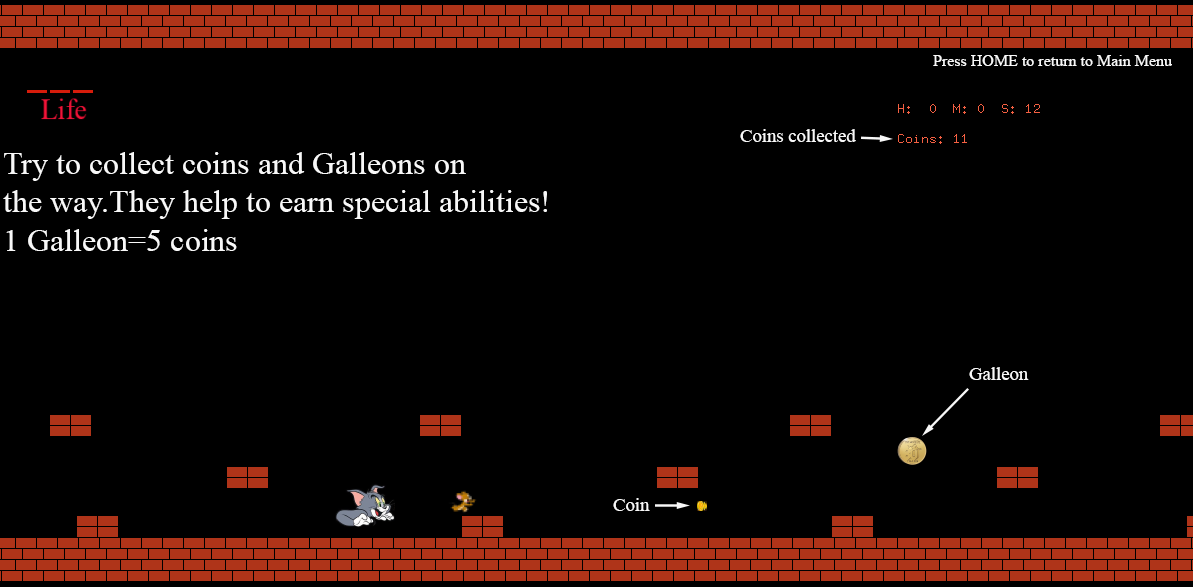 Press HOME to return to Main Menu
Life
H: 0 M: 0 S: 12
Coins collected
Coins: 11
Try to collect coins and Galleons on
the way.They help to earn special abilities!
1 Galleon=5 coins
Galleon
Coin